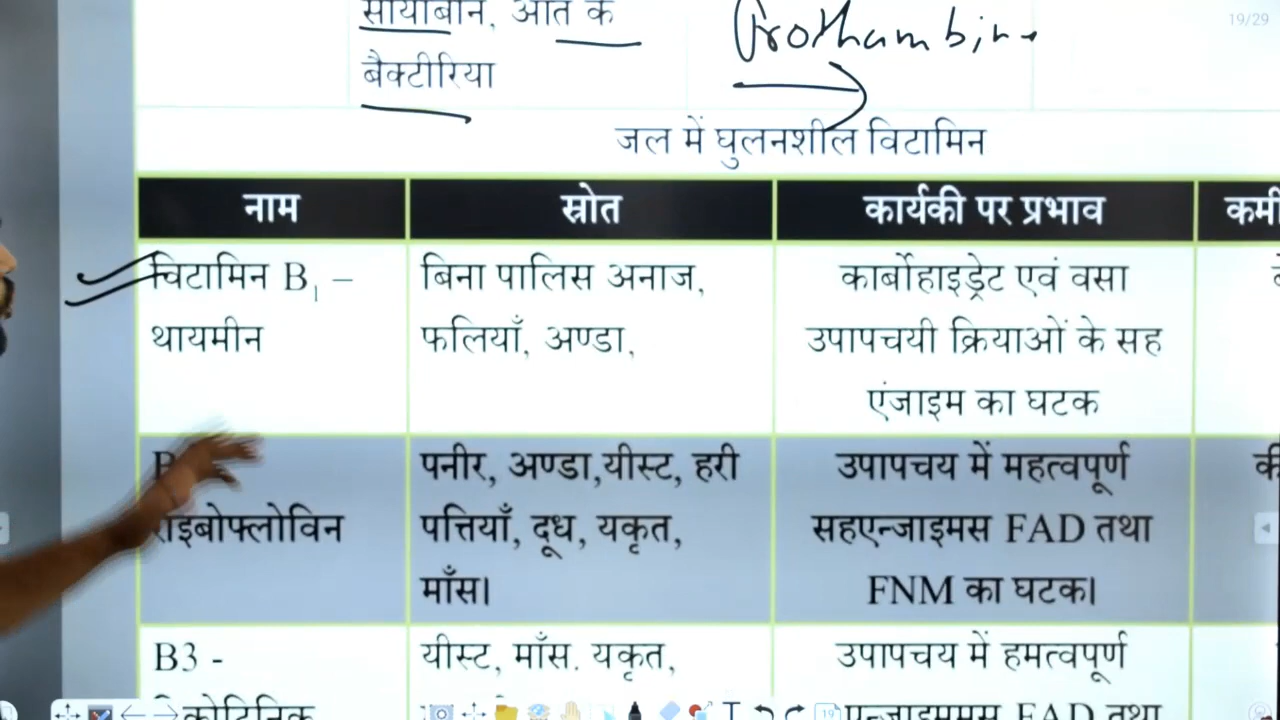 सोयाबीन, आंत के
बैक्टीरिया
Prothambin
19/29
जल में घुलनशील विटामिन
नाम स्रोत कार्यकी पर प्रभाव कमी
विटामिन B1 – बिना पालिस अनाज, कार्बोहाइड्रेट एवं वसा
थायमीन फलियाँ, अण्डा, उपापचयी क्रियाओं के सह
एंजाइम का घटक
पनीर, अण्डा,यीस्ट, हरी उपापचय में महत्वपूर्ण
राइबोफ्लोविन पत्तियाँ, दूध, यकृत, सहएन्जाइमस FAD तथा
माँस। FNM का घटक।
B3 - यीस्ट, माँस. यकृत, उपापचय में हमत्वपूर्ण
FAD तथा